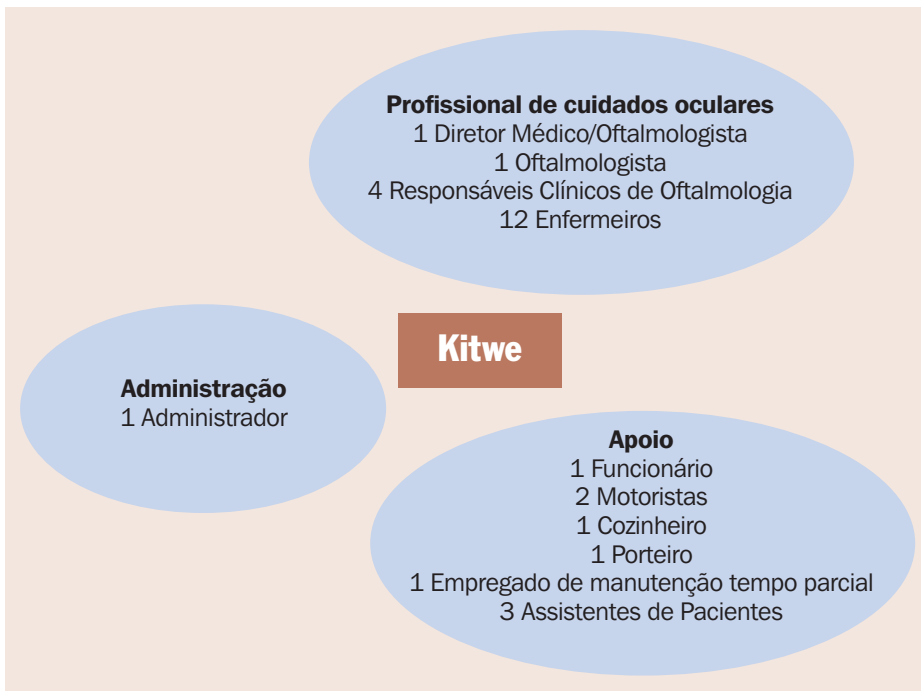 Profissional de cuidados oculares
1 Diretor Médico/Oftalmologista
1 Oftalmologista
4 Responsáveis Clínicos de Oftalmologia
12 Enfermeiros
Kitwe
Administração
1 Administrador
Apoio
1 Funcionário
2 Motoristas
1 Cozinheiro
1 Porteiro
1 Empregado de manutenção tempo parcial
3 Assistentes de Pacientes